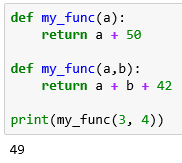 def my_func(a):
    return a + 50
def my_func(a,b):
    return a + b + 42
print(my_func(3, 4))
49